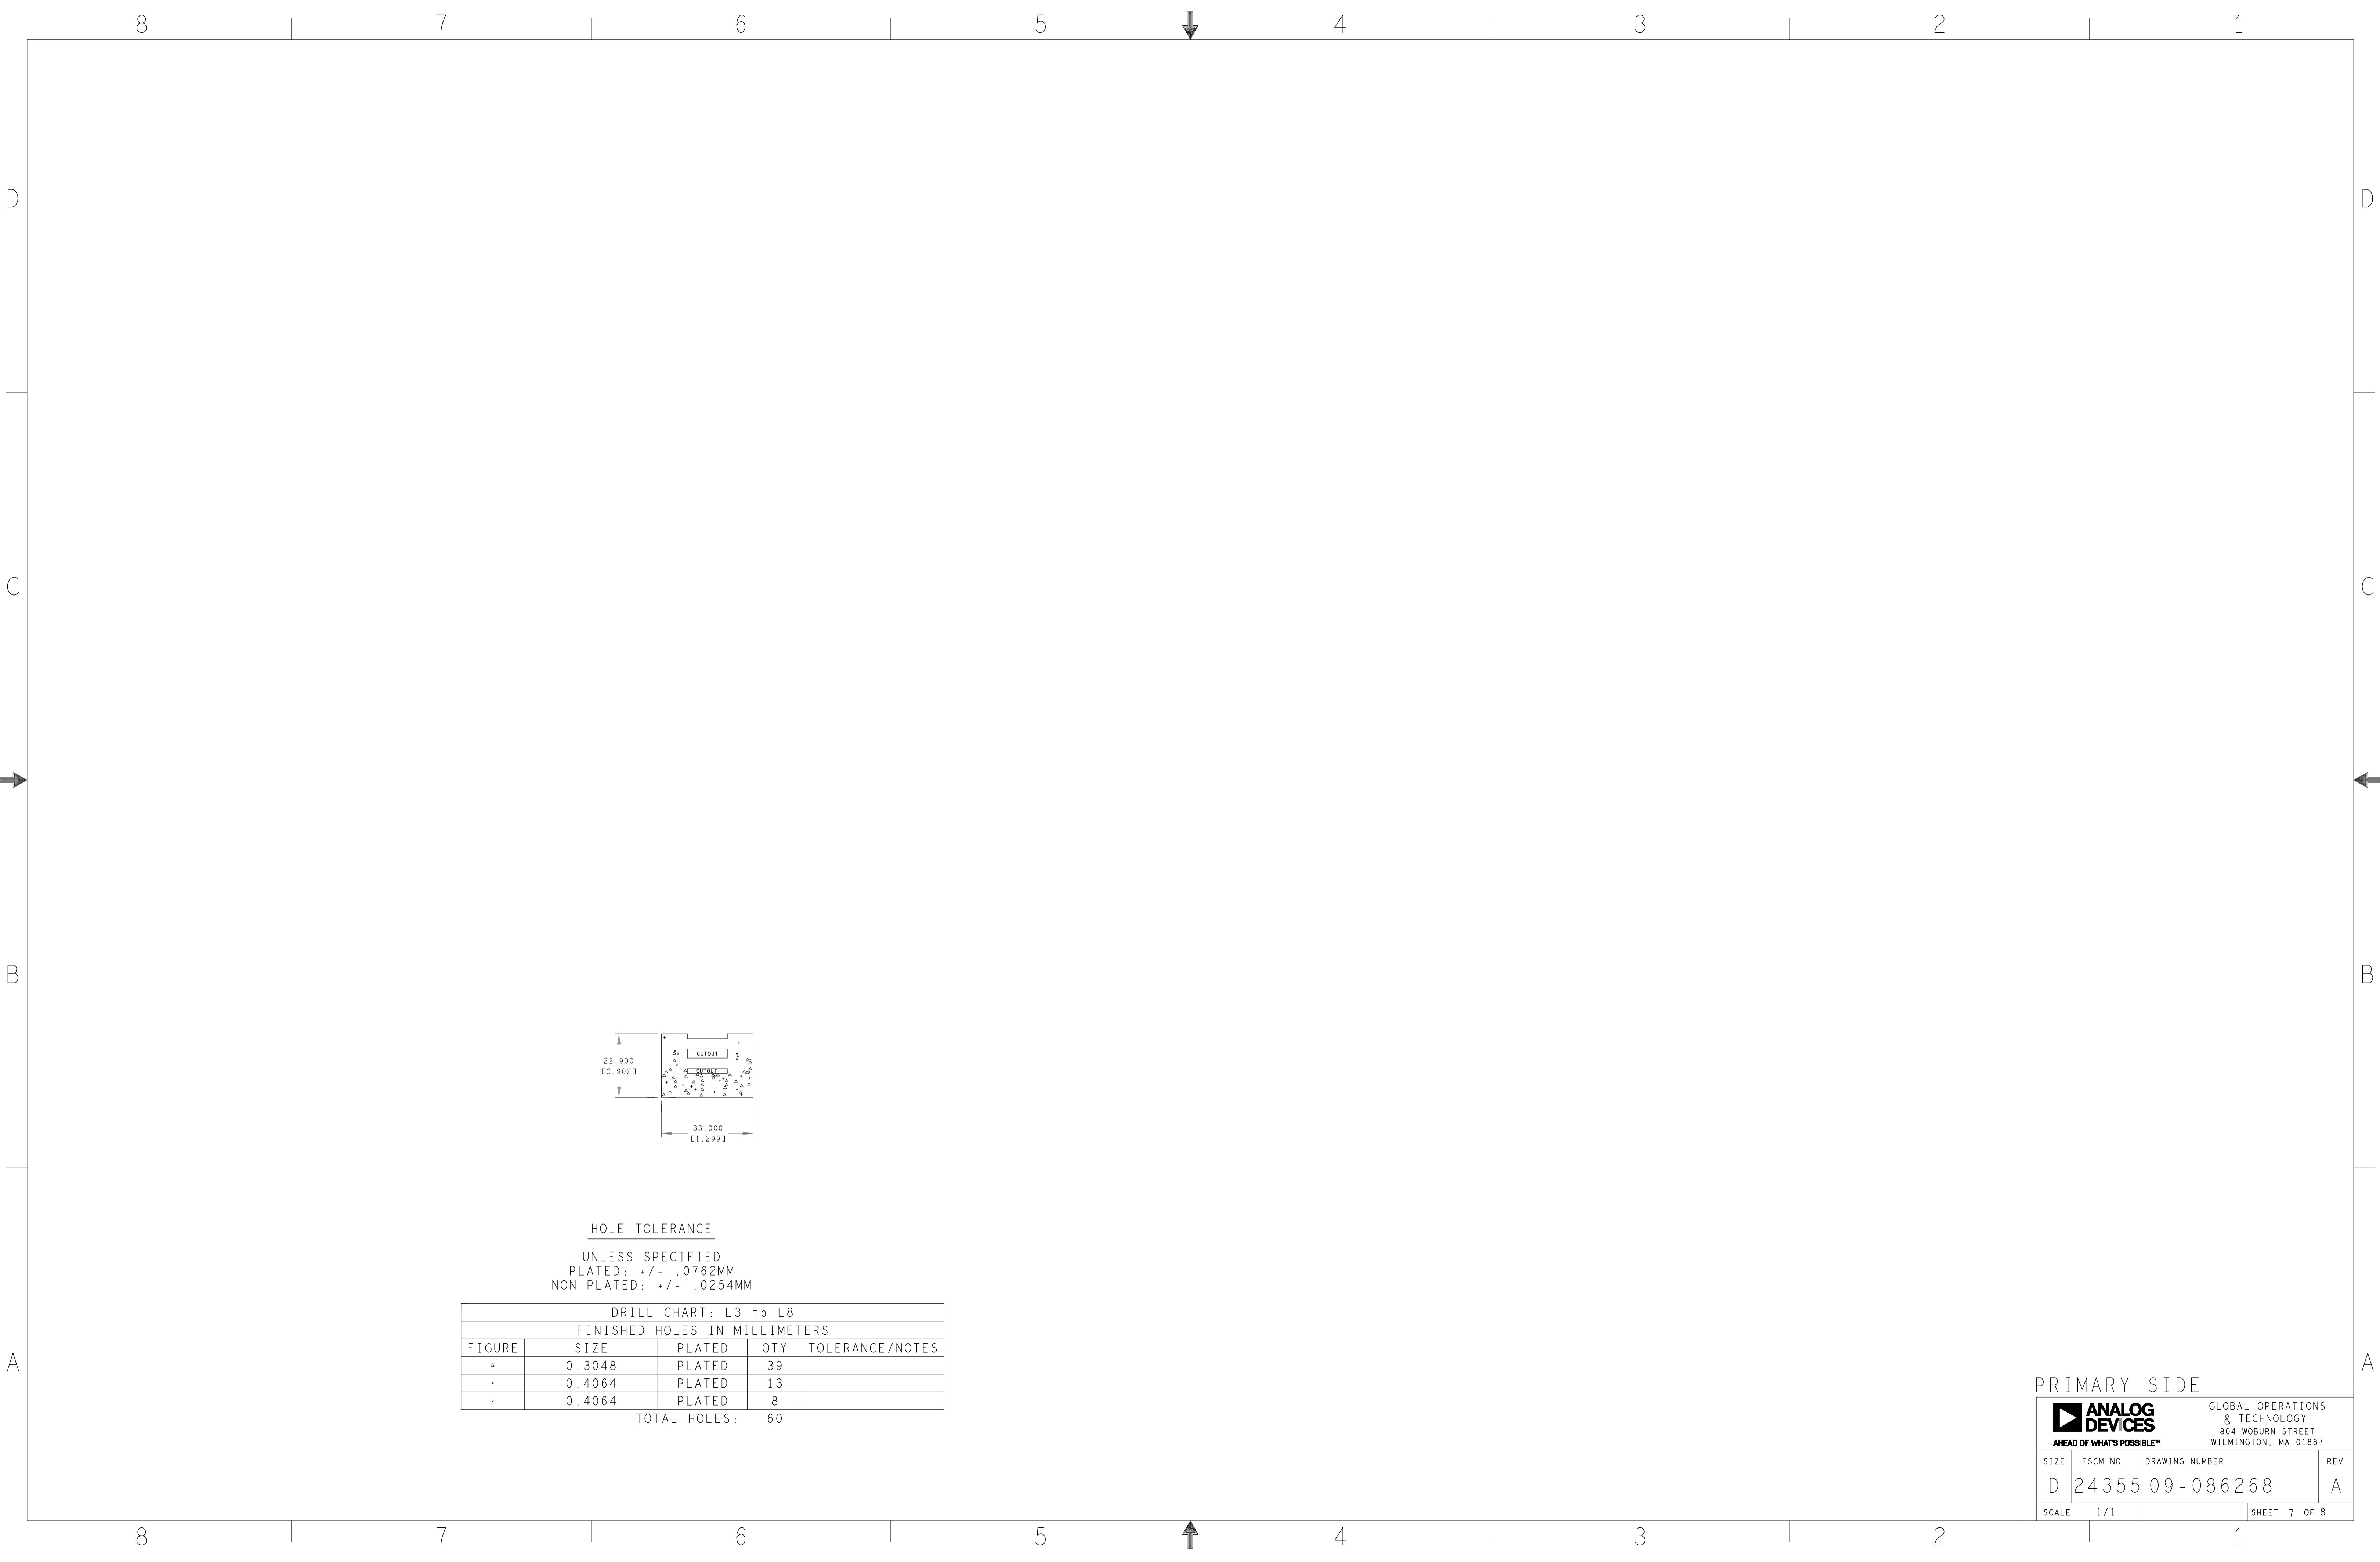 8 7 6 5 4 3 2 1
D D
C C
B B
A A
CUTOUT
CUTOUT
22.900
[0.902]
33.000
[1.299]
HOLE TOLERANCE
UNLESS SPECIFIED
PLATED: +/- .0762MM
NON PLATED: +/- .0254MM
DRILL CHART: L3 to L8
FINISHED HOLES IN MILLIMETERS
FIGURE SIZE PLATED QTY TOLERANCE/NOTES
0.3048 PLATED 39
0.4064 PLATED 13
0.4064 PLATED 8
TOTAL HOLES: 60
PRIMARY SIDE
ANALOG
DEVICES
AHEAD OF WHAT'S POSSIBLE™
GLOBAL OPERATIONS
& TECHNOLOGY
804 WOBURN STREET
WILMINGTON, MA 01887
SIZE FSCM NO DRAWING NUMBER REV
D 24355 09-086268 A
SCALE 1/1 SHEET 7 OF 8
8 7 6 5 4 3 2 1